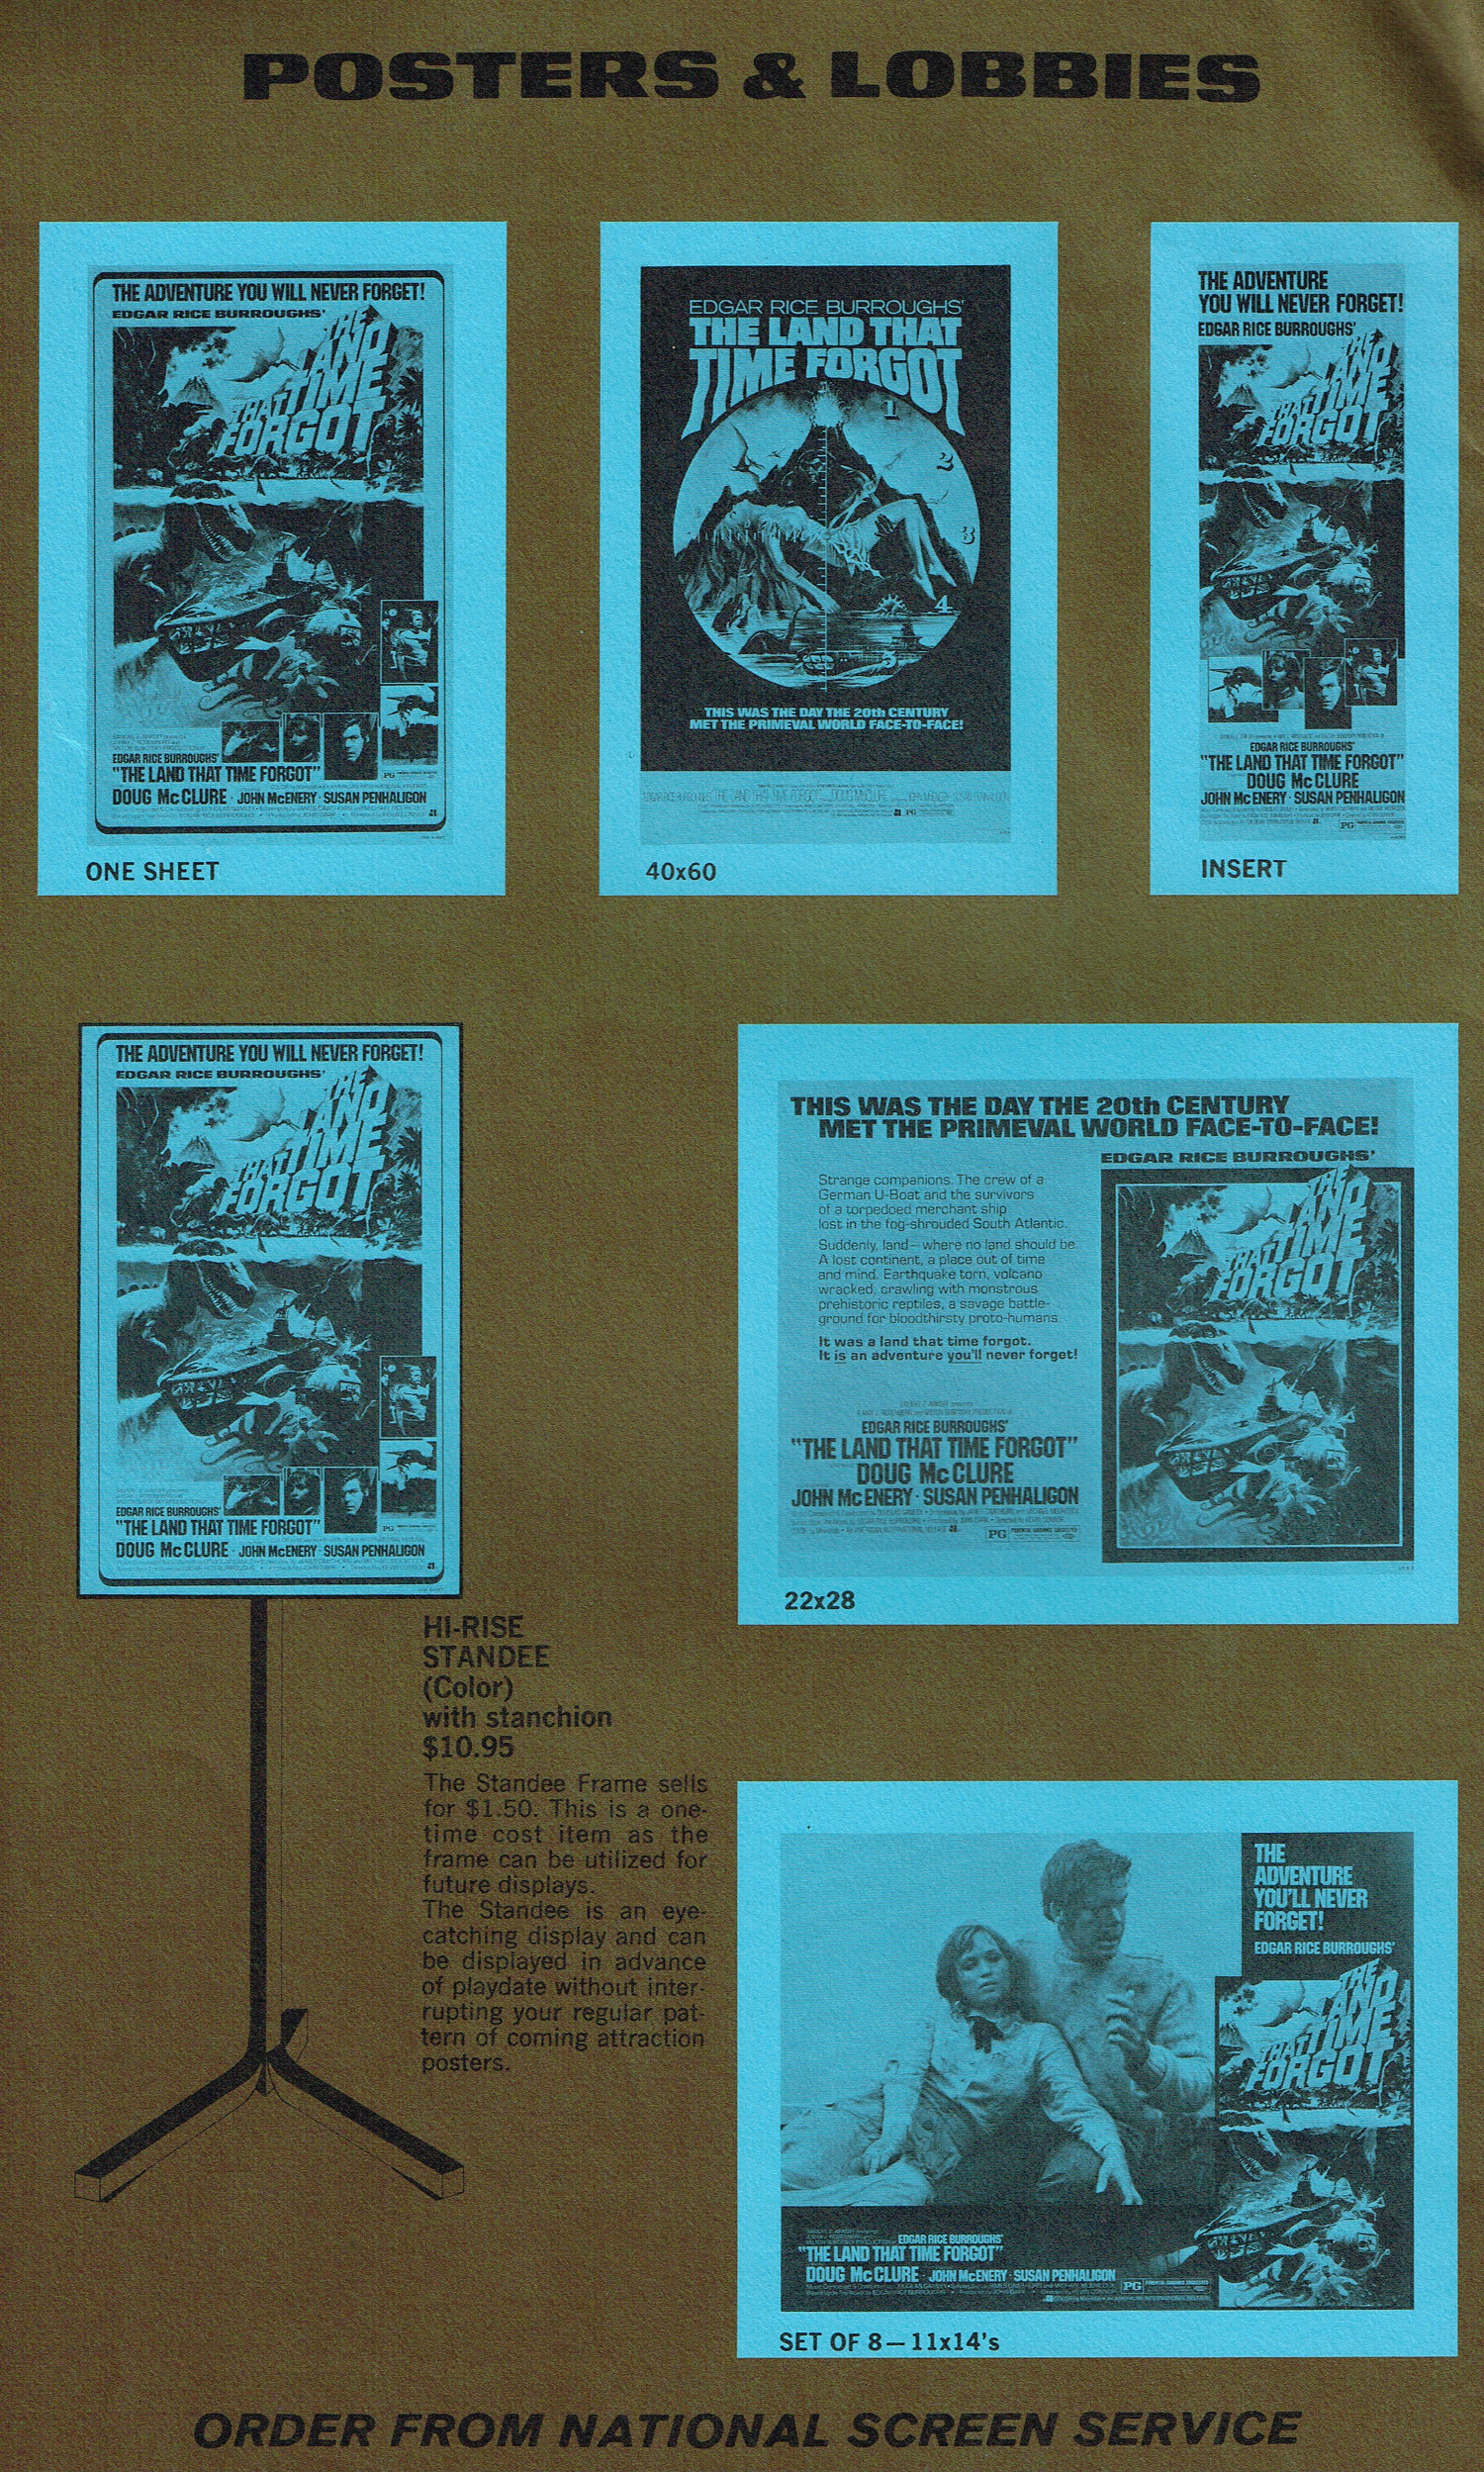 POSTERS & LOBBIES
THE ADVENTURE YOU WILL NEVER FORGET!
EDGAR RICE BURROUGHS'
THE
LAND
THAT TIME
FORGOT
EDGAR RICE BURROUGHS'
"THE LAND THAT TIME FORGOT"
PG
DOUG McCLURE · JOHN McENERY · SUSAN PENHALIGON
ONE SHEET
EDGAR RICE BURROUGHS'
THE LAND THAT
TIME FORGOT
1
2
3
4
THIS WAS THE DAY THE 20th CENTURY
MET THE PRIMEVAL WORLD FACE-TO-FACE!
PG
40x60
THE ADVENTURE
YOU WILL NEVER FORGET!
EDGAR RICE BURROUGHS'
THE
LAND
THAT TIME
FORGOT
EDGAR RICE BURROUGHS'
"THE LAND THAT TIME FORGOT"
DOUG McCLURE
JOHN McENERY · SUSAN PENHALIGON
PG
INSERT
THE ADVENTURE YOU WILL NEVER FORGET!
EDGAR RICE BURROUGHS'
THE
LAND
THAT TIME
FORGOT
EDGAR RICE BURROUGHS'
"THE LAND THAT TIME FORGOT"
PG
DOUG McCLURE · JOHN McENERY · SUSAN PENHALIGON
THIS WAS THE DAY THE 20th CENTURY
MET THE PRIMEVAL WORLD FACE-TO-FACE!
EDGAR RICE BURROUGHS'
THE
LAND
THAT TIME
FORGOT
Strange companions. The crew of a
German U-Boat and the survivors
of a torpedoed merchant ship
lost in the fog-shrouded South Atlantic.
Suddenly, land—where no land should be.
A lost continent, a place out of time
and mind. Earthquake torn, volcano
wracked, crawling with monstrous
prehistoric reptiles, a savage battle-
ground for bloodthirsty proto-humans.
It was a land that time forgot.
It is an adventure you'll never forget!
EDGAR RICE BURROUGHS'
"THE LAND THAT TIME FORGOT"
DOUG McCLURE
JOHN McENERY · SUSAN PENHALIGON
PG
22x28
HI-RISE
STANDEE
(Color)
with stanchion
$10.95
The Standee Frame sells
for $1.50. This is a one-
time cost item as the
frame can be utilized for
future displays.
The Standee is an eye-
catching display and can
be displayed in advance
of playdate without inter-
rupting your regular pat-
tern of coming attraction
posters.
THE
ADVENTURE
YOU'LL NEVER
FORGET!
EDGAR RICE BURROUGHS'
THE
LAND
THAT TIME
FORGOT
EDGAR RICE BURROUGHS'
"THE LAND THAT TIME FORGOT"
DOUG McCLURE · JOHN McENERY · SUSAN PENHALIGON
PG
SET OF 8—11x14's
ORDER FROM NATIONAL SCREEN SERVICE